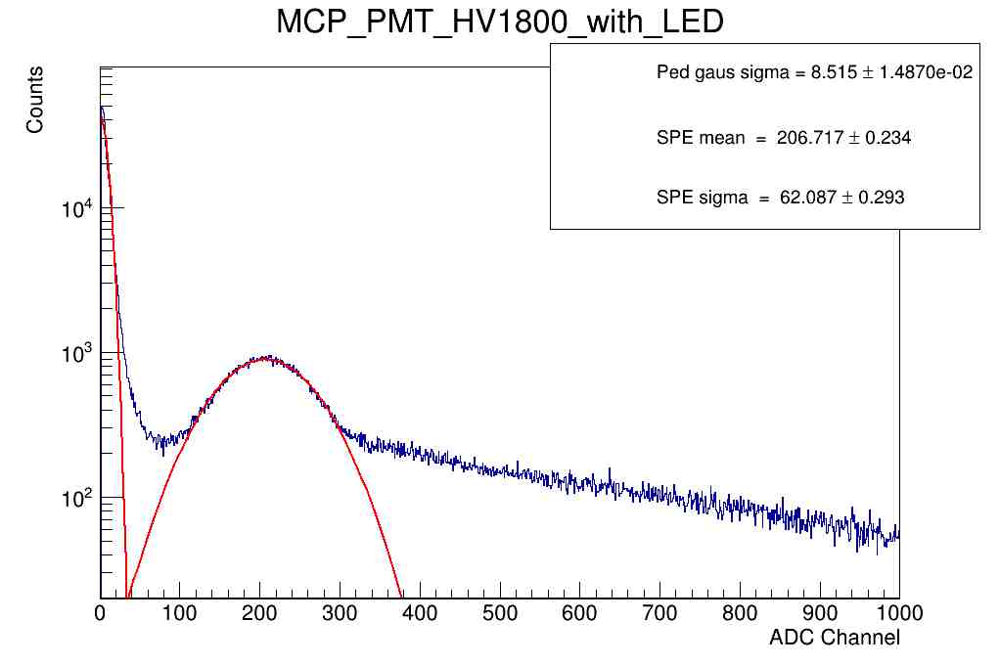 MCP_PMT_HV1800_with_LED
Counts
Ped gaus sigma = 8.515 ± 1.4870e-02
SPE mean = 206.717 ± 0.234
SPE sigma = 62.087 ± 0.293
10⁴
10³
10²
0 100 200 300 400 500 600 700 800 900 1000
ADC Channel